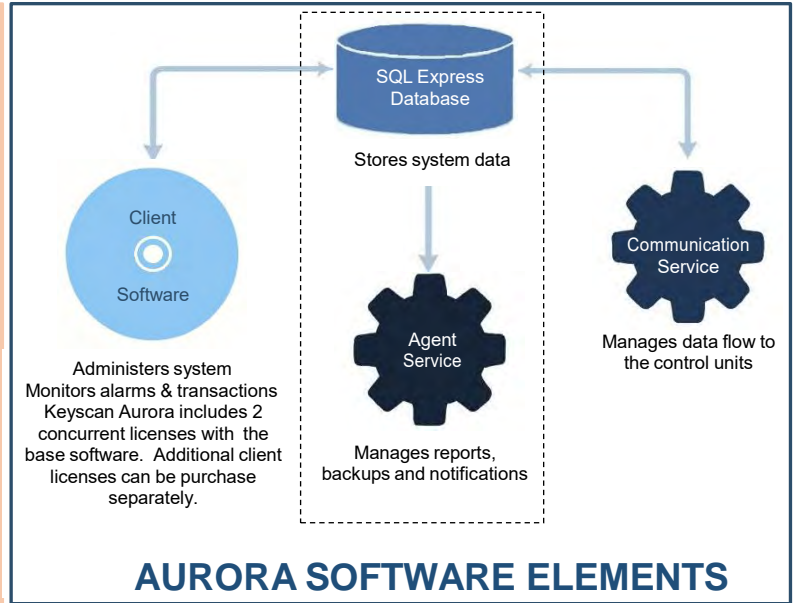 SQL Express
Database
Stores system data
Client
Software
Communication
Service
Agent
Service
Administers system
Monitors alarms & transactions
Keyscan Aurora includes 2
concurrent licenses with the
base software. Additional client
licenses can be purchase
separately.
Manages reports,
backups and notifications
Manages data flow to
the control units
AURORA SOFTWARE ELEMENTS